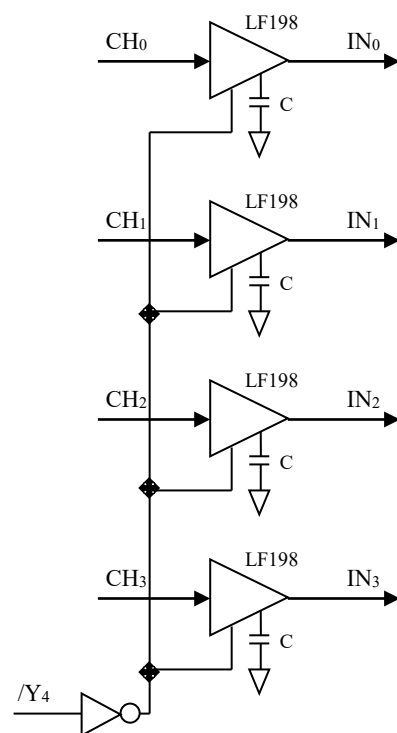 LF198
CH₀ IN₀
C
LF198
CH₁ IN₁
C
LF198
CH₂ IN₂
C
LF198
CH₃ IN₃
C
/Y₄